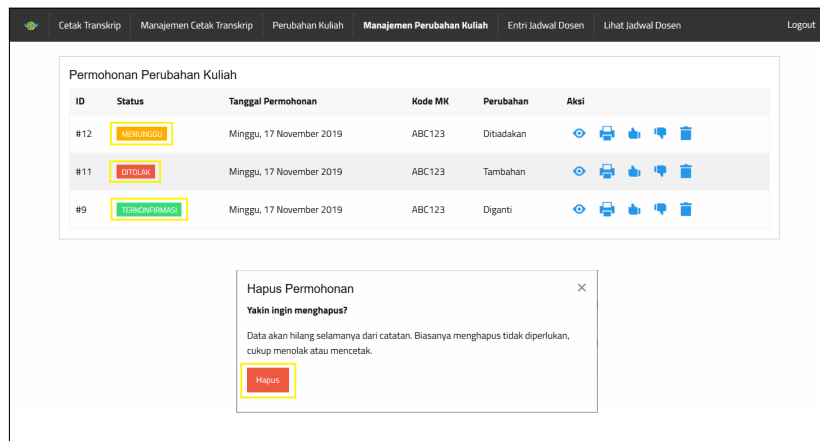 Cetak Transkrip Manajemen Cetak Transkrip Perubahan Kuliah Manajemen Perubahan Kuliah Entri Jadwal Dosen Lihat Jadwal Dosen Logout
Permohonan Perubahan Kuliah
ID Status Tanggal Permohonan Kode MK Perubahan Aksi
#12 MENUNGGU Minggu, 17 November 2019 ABC123 Ditiadakan
#11 DITOLAK Minggu, 17 November 2019 ABC123 Tambahan
#9 TERKONFIRMASI Minggu, 17 November 2019 ABC123 Diganti
Hapus Permohonan ×
Yakin ingin menghapus?
Data akan hilang selamanya dari catatan. Biasanya menghapus tidak diperlukan,
cukup menolak atau mencetak.
Hapus